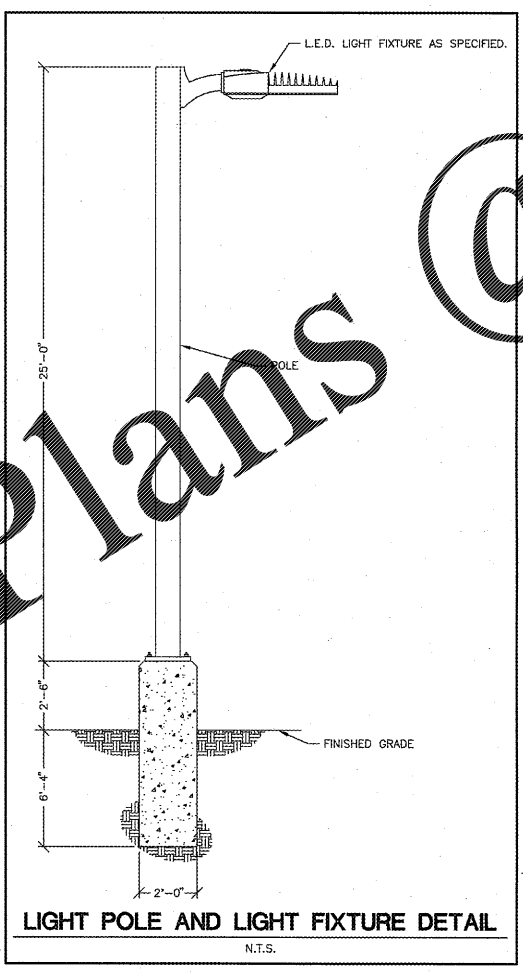 L.E.D. LIGHT FIXTURE AS SPECIFIED.
25'-0"
POLE
Plans ©
2'-6"
FINISHED GRADE
6'-4"
2'-0"
LIGHT POLE AND LIGHT FIXTURE DETAIL
N.T.S.